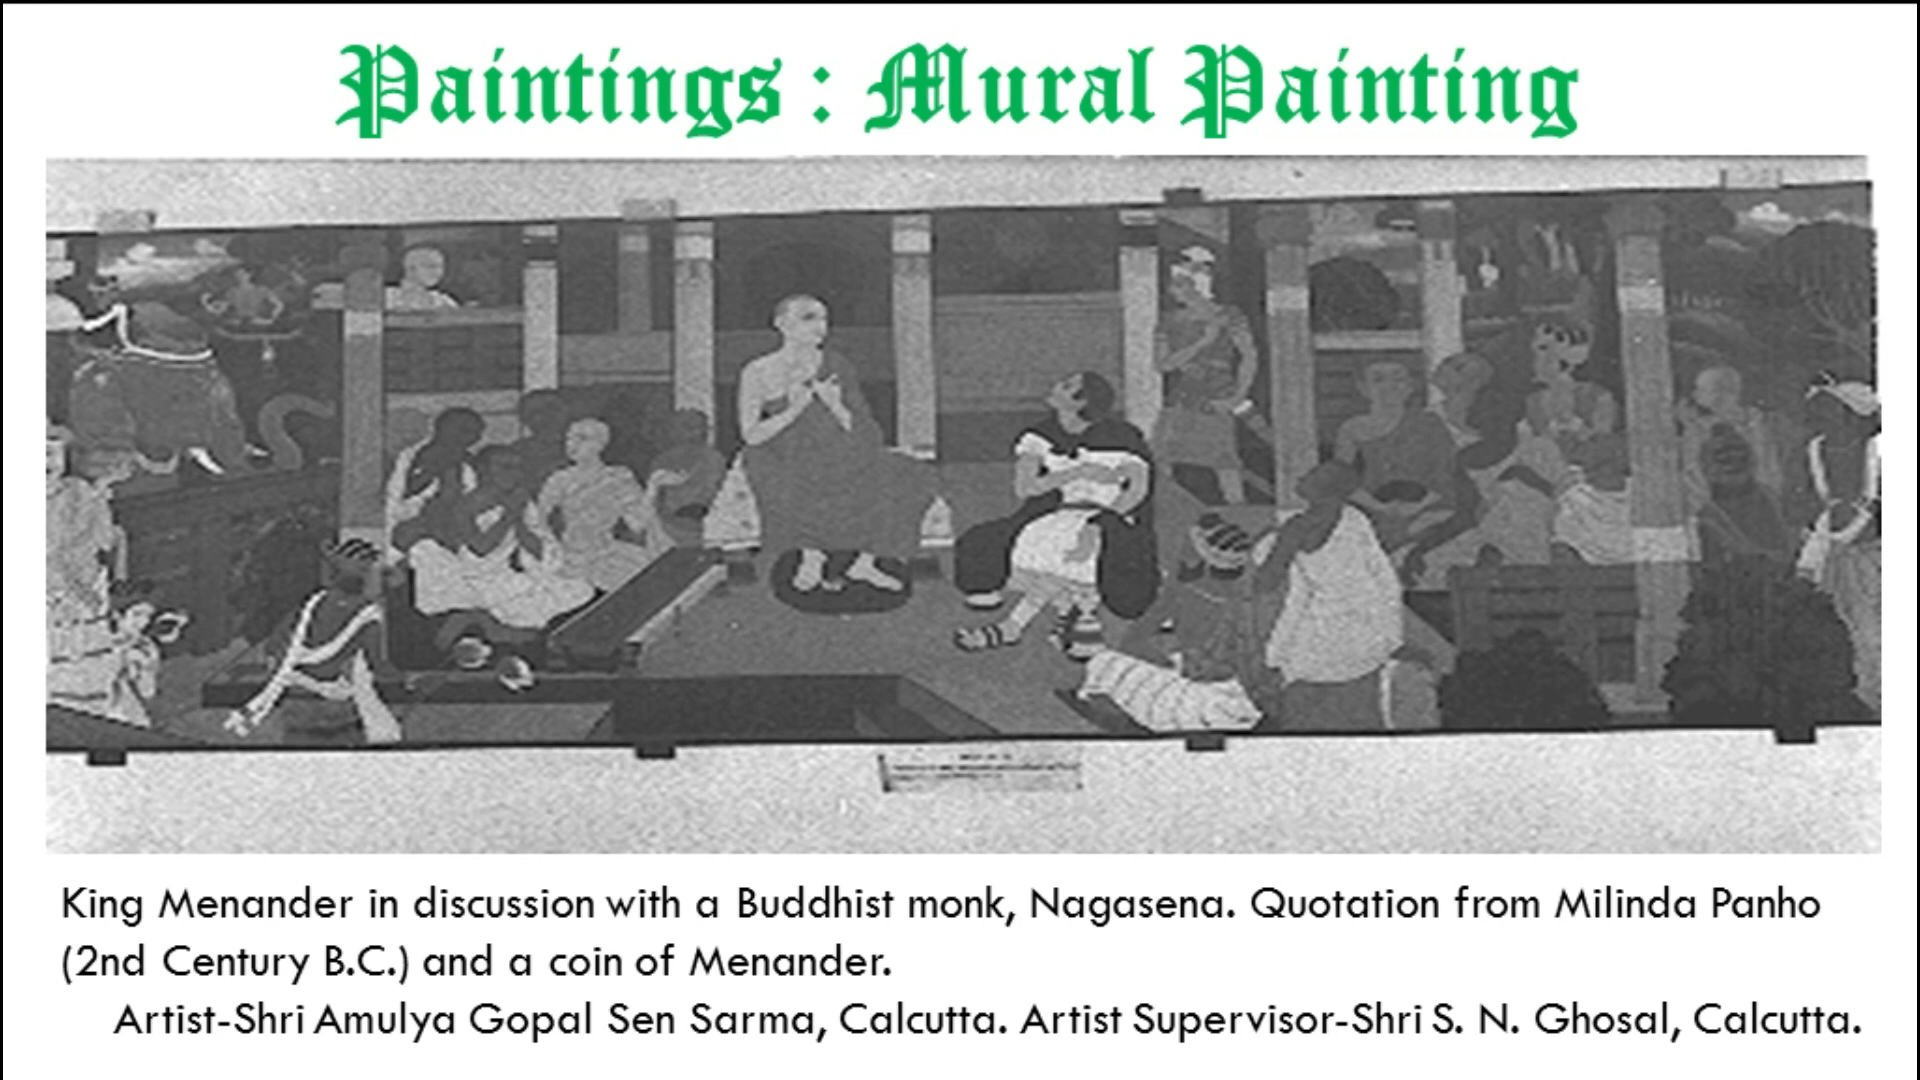 Paintings : Mural Painting
King Menander in discussion with a Buddhist monk, Nagasena. Quotation from Milinda Panho
(2nd Century B.C.) and a coin of Menander.
Artist-Shri Amulya Gopal Sen Sarma, Calcutta. Artist Supervisor-Shri S. N. Ghosal, Calcutta.